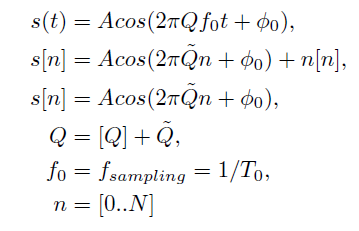 s(t) = Acos(2πQf₀t + ϕ₀),
s[n] = Acos(2πQ̃n + ϕ₀) + n[n],
s[n] = Acos(2πQ̃n + ϕ₀),
Q = [Q] + Q̃,
f₀ = f_sampling = 1/T₀,
n = [0..N]